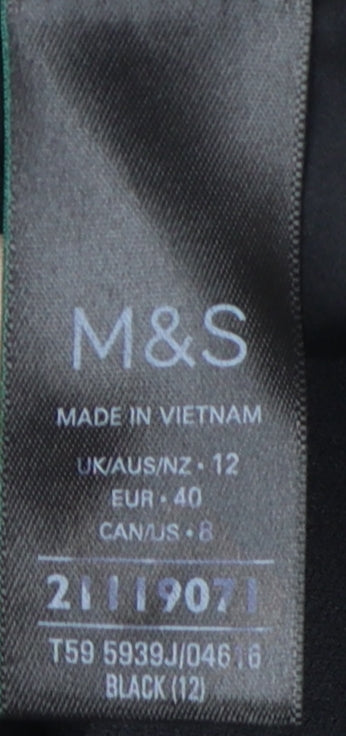 M&S
MADE IN VIETNAM
UK/AUS/NZ • 12
EUR • 40
CAN/US • 8
21119071
T59 5939J/04616
BLACK (12)